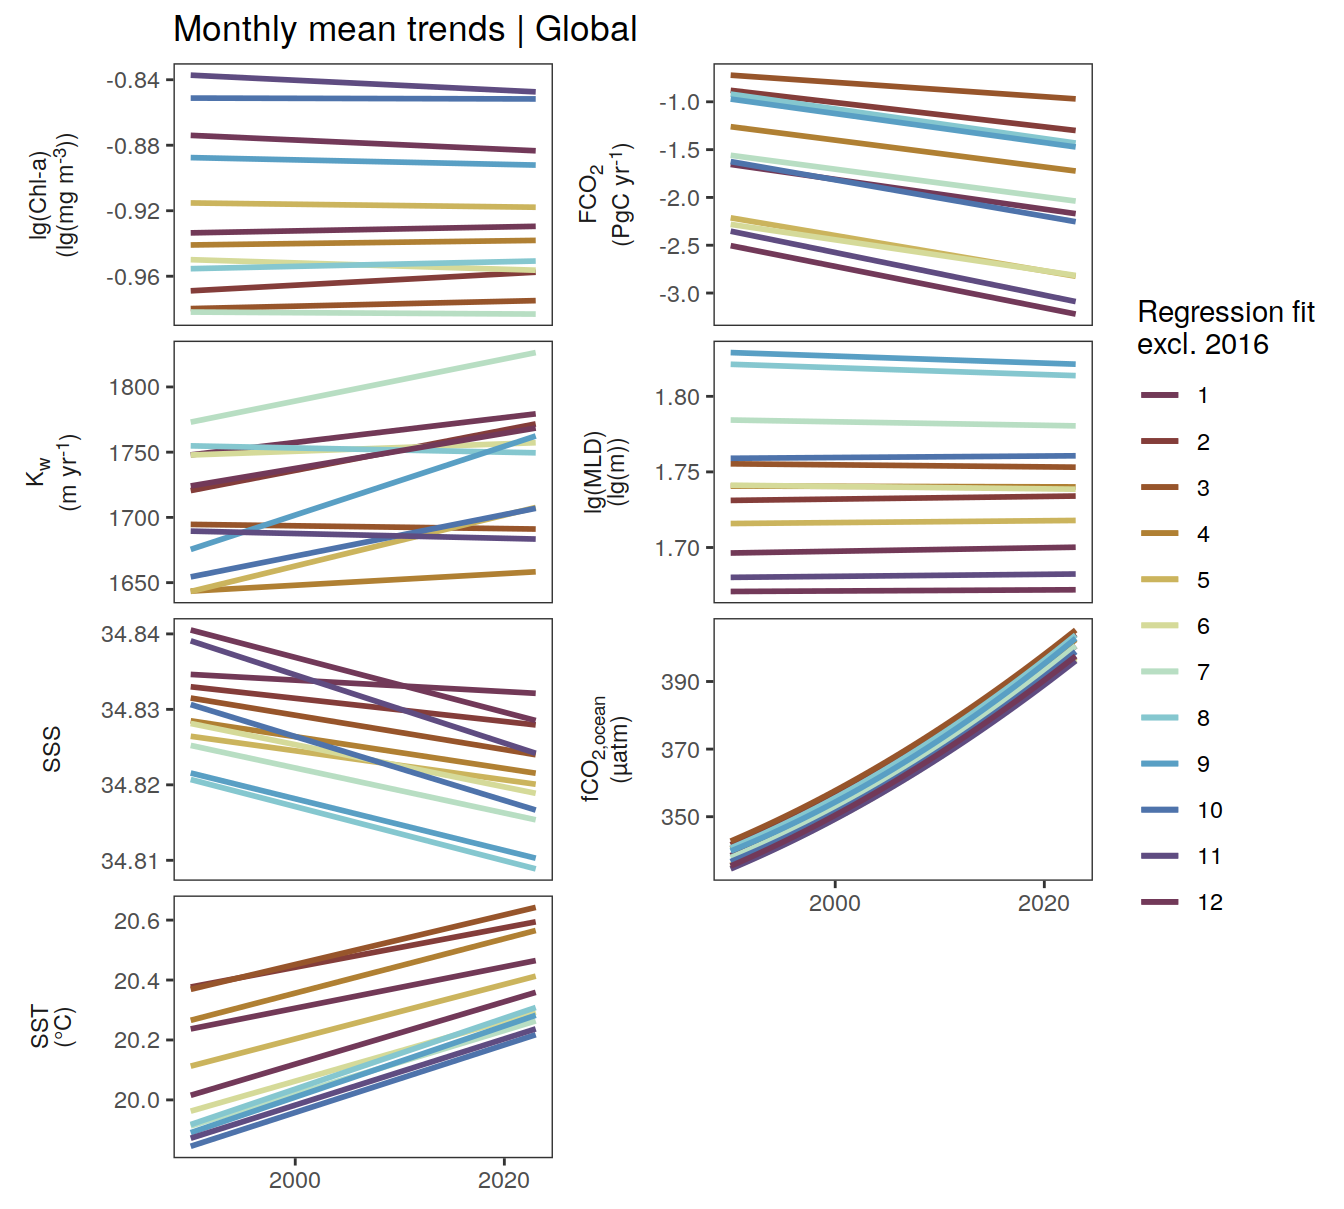 Monthly mean trends | Global
lg(Chl-a)
(lg(mg m⁻³))
-0.84
-0.88
-0.92
-0.96
FCO₂
(PgC yr⁻¹)
-1.0
-1.5
-2.0
-2.5
-3.0
K_w
(m yr⁻¹)
1800
1750
1700
1650
lg(MLD)
(lg(m))
1.80
1.75
1.70
SSS
34.84
34.83
34.82
34.81
fCO₂,ocean
(µatm)
390
370
350
2000 2020
SST
(°C)
20.6
20.4
20.2
20.0
2000 2020
Regression fit
excl. 2016
1
2
3
4
5
6
7
8
9
10
11
12